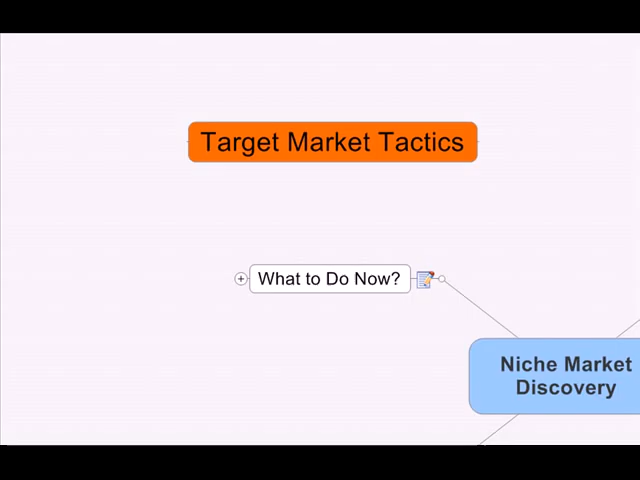 Target Market Tactics
What to Do Now?
Niche Market
Discovery